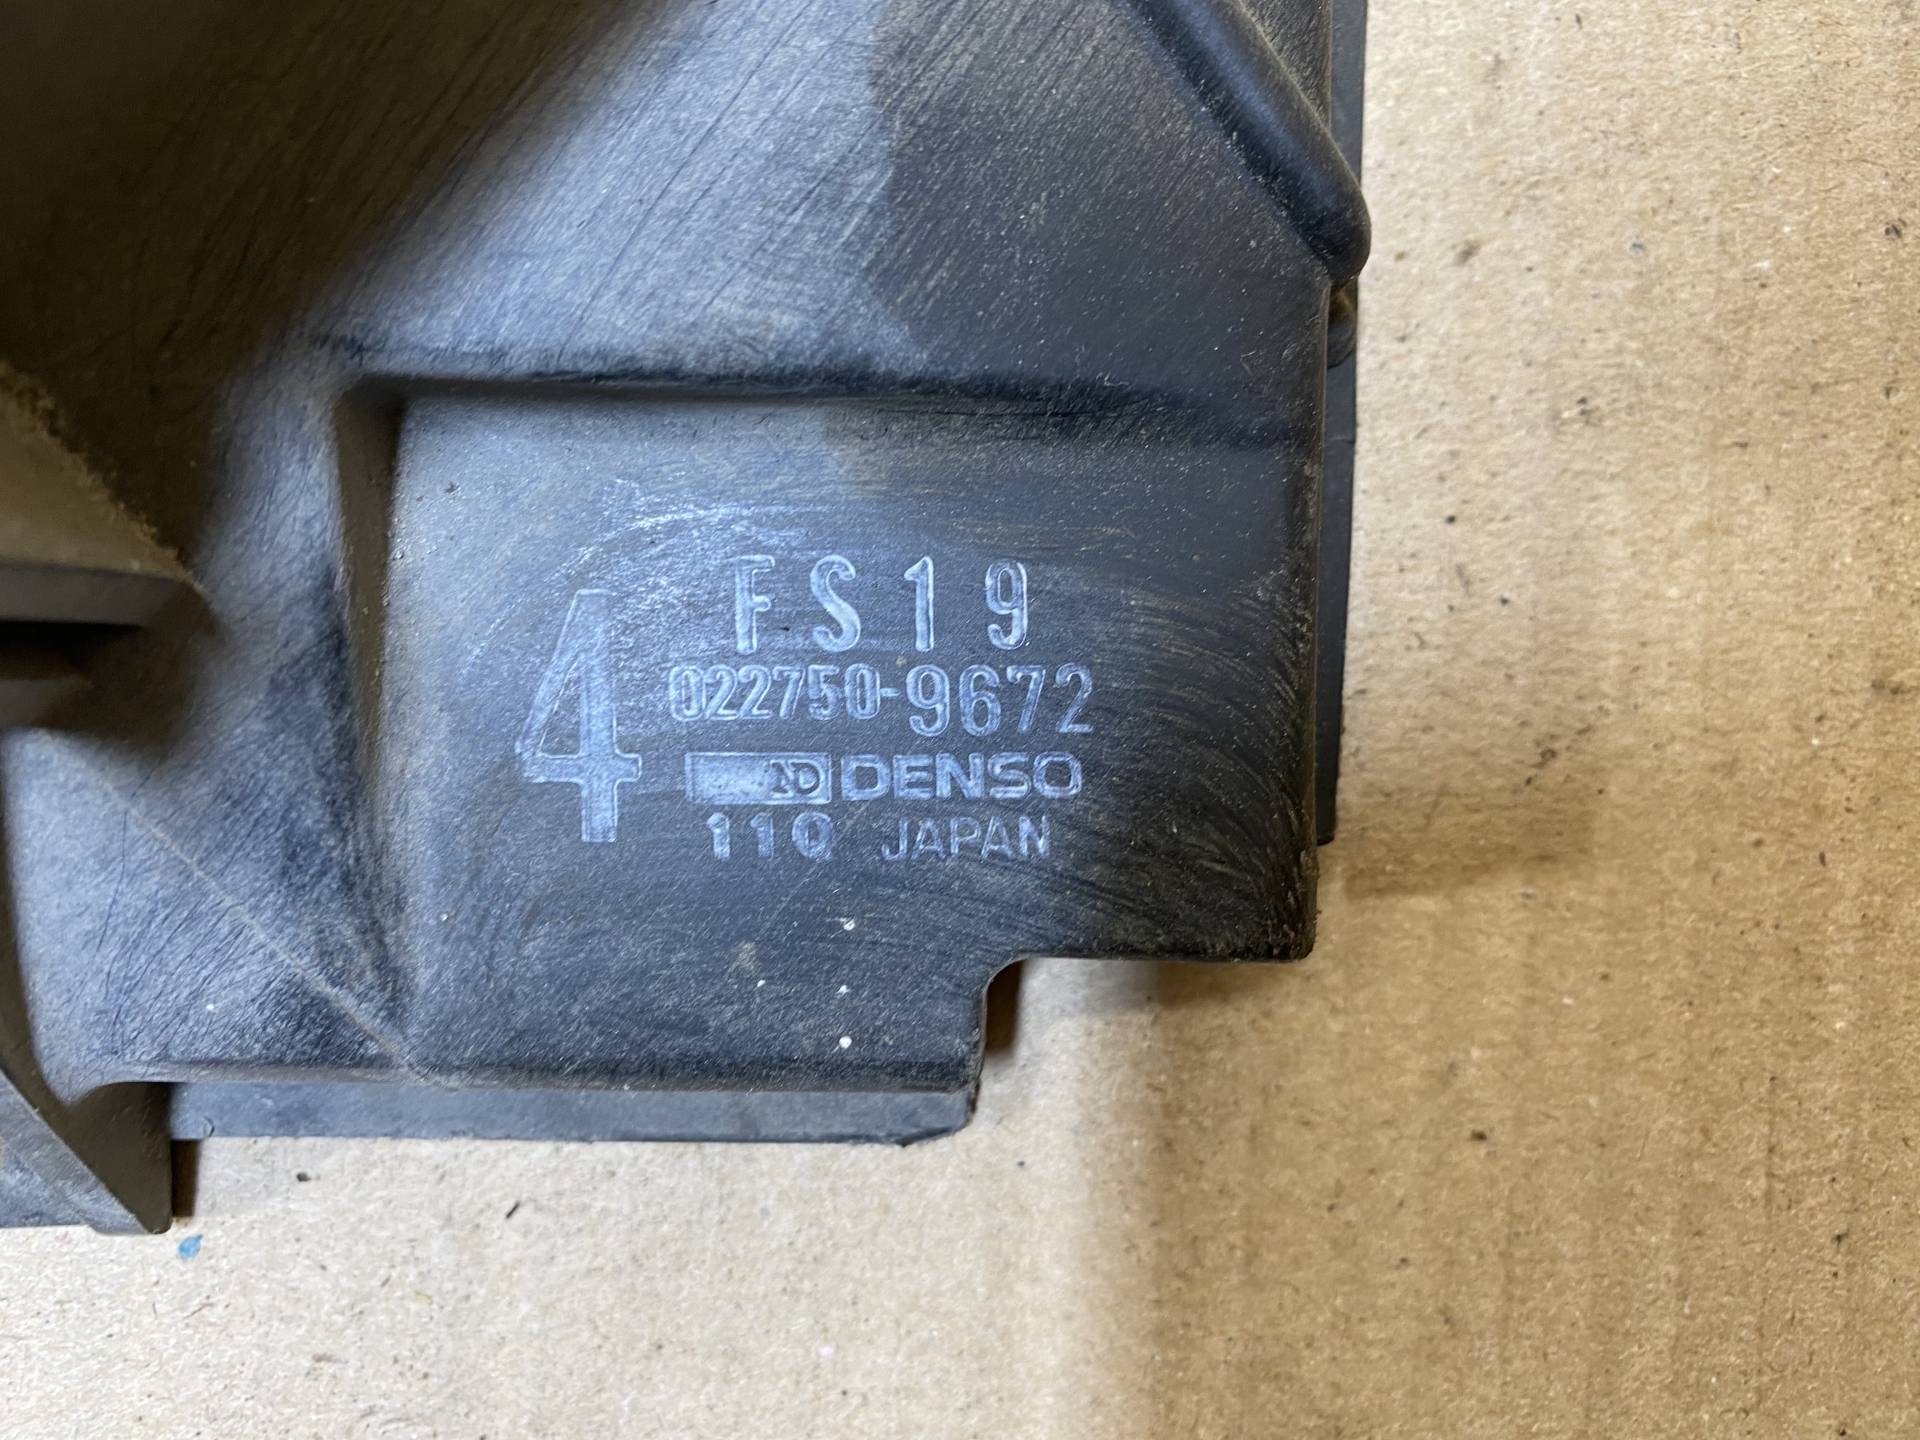 FS19
4
022750-9672
ND DENSO
11Q JAPAN